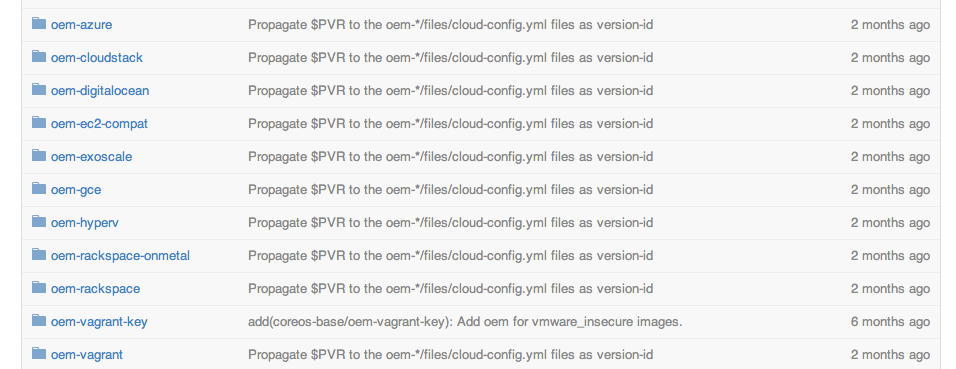 oem-azure Propagate $PVR to the oem-*/files/cloud-config.yml files as version-id 2 months ago
oem-cloudstack Propagate $PVR to the oem-*/files/cloud-config.yml files as version-id 2 months ago
oem-digitalocean Propagate $PVR to the oem-*/files/cloud-config.yml files as version-id 2 months ago
oem-ec2-compat Propagate $PVR to the oem-*/files/cloud-config.yml files as version-id 2 months ago
oem-exoscale Propagate $PVR to the oem-*/files/cloud-config.yml files as version-id 2 months ago
oem-gce Propagate $PVR to the oem-*/files/cloud-config.yml files as version-id 2 months ago
oem-hyperv Propagate $PVR to the oem-*/files/cloud-config.yml files as version-id 2 months ago
oem-rackspace-onmetal Propagate $PVR to the oem-*/files/cloud-config.yml files as version-id 2 months ago
oem-rackspace Propagate $PVR to the oem-*/files/cloud-config.yml files as version-id 2 months ago
oem-vagrant-key add(coreos-base/oem-vagrant-key): Add oem for vmware_insecure images. 6 months ago
oem-vagrant Propagate $PVR to the oem-*/files/cloud-config.yml files as version-id 2 months ago